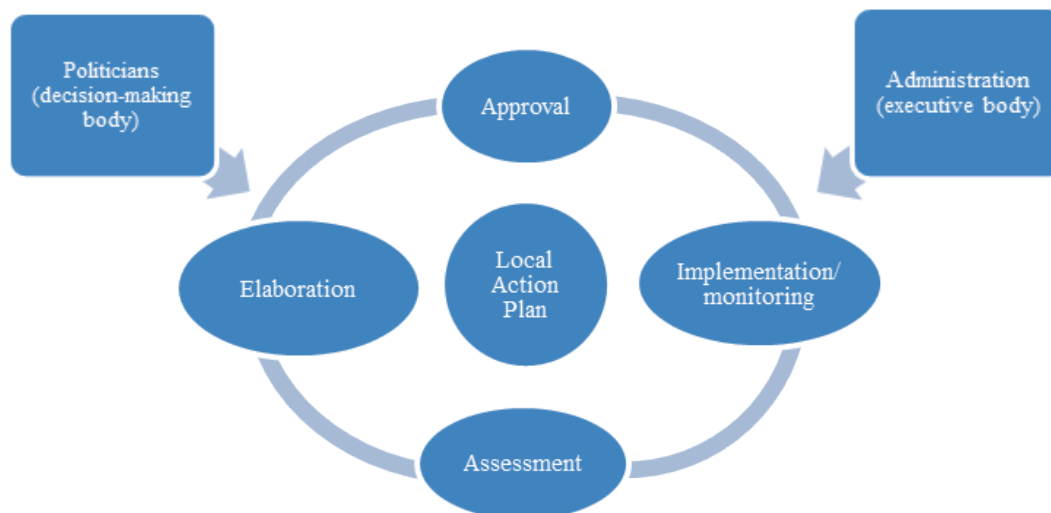 Politicians
(decision-making
body)
Administration
(executive body)
Approval
Elaboration
Local
Action
Plan
Implementation/
monitoring
Assessment